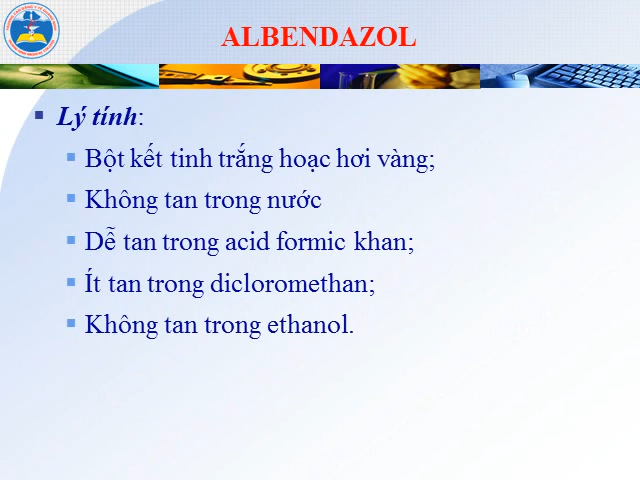 ALBENDAZOL
Lý tính:
Bột kết tinh trắng hoạc hơi vàng;
Không tan trong nước
Dễ tan trong acid formic khan;
Ít tan trong dicloromethan;
Không tan trong ethanol.